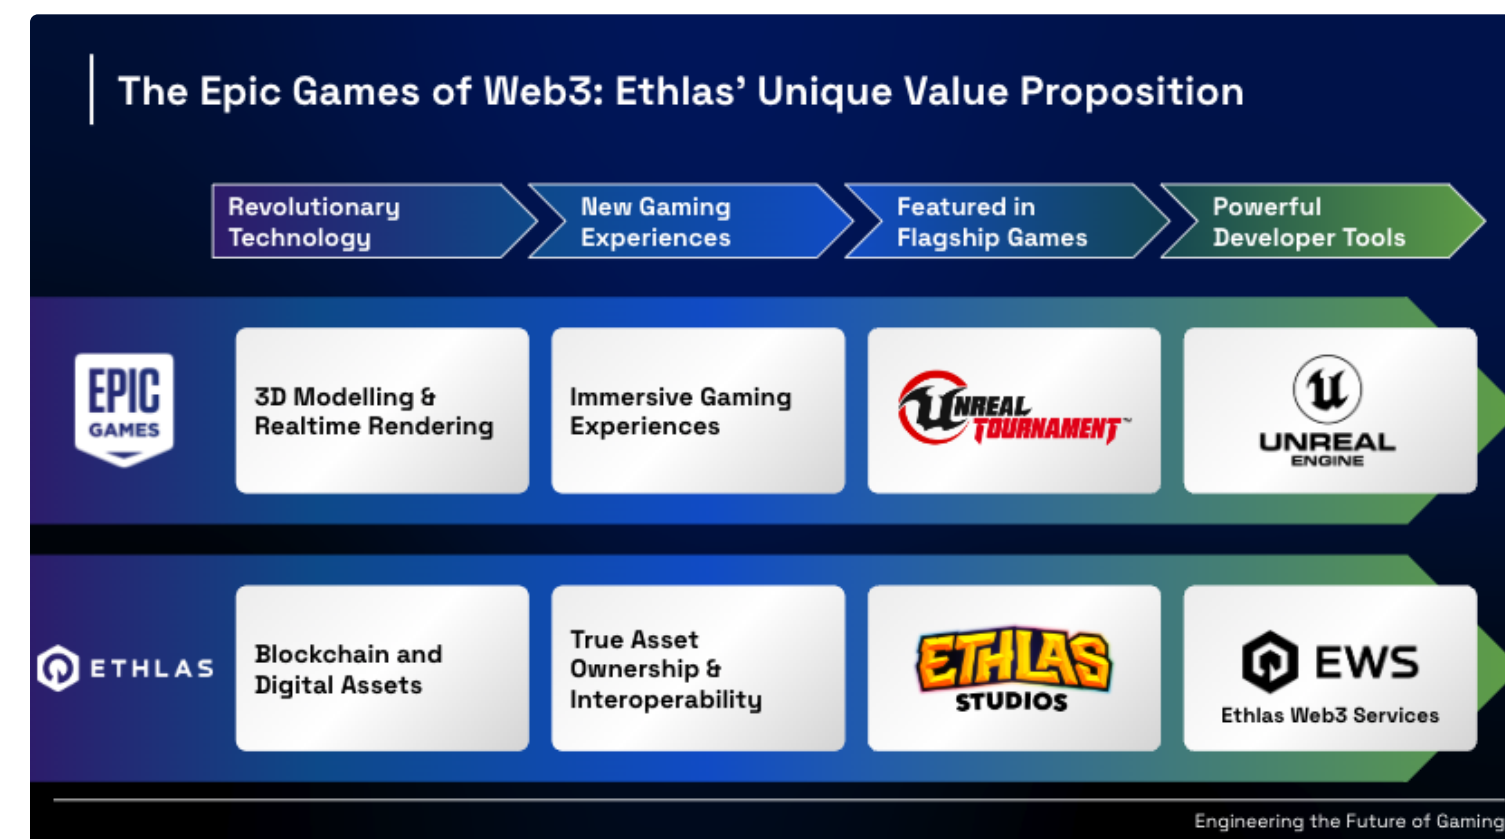 The Epic Games of Web3: Ethlas’ Unique Value Proposition
Revolutionary
Technology
New Gaming
Experiences
Featured in
Flagship Games
Powerful
Developer Tools
EPIC
GAMES
3D Modelling &
Realtime Rendering
Immersive Gaming
Experiences
UNREAL
TOURNAMENT™
UNREAL
ENGINE
ETHLAS
Blockchain and
Digital Assets
True Asset
Ownership &
Interoperability
ETHLAS
STUDIOS
EWS
Ethlas Web3 Services
Engineering the Future of Gaming